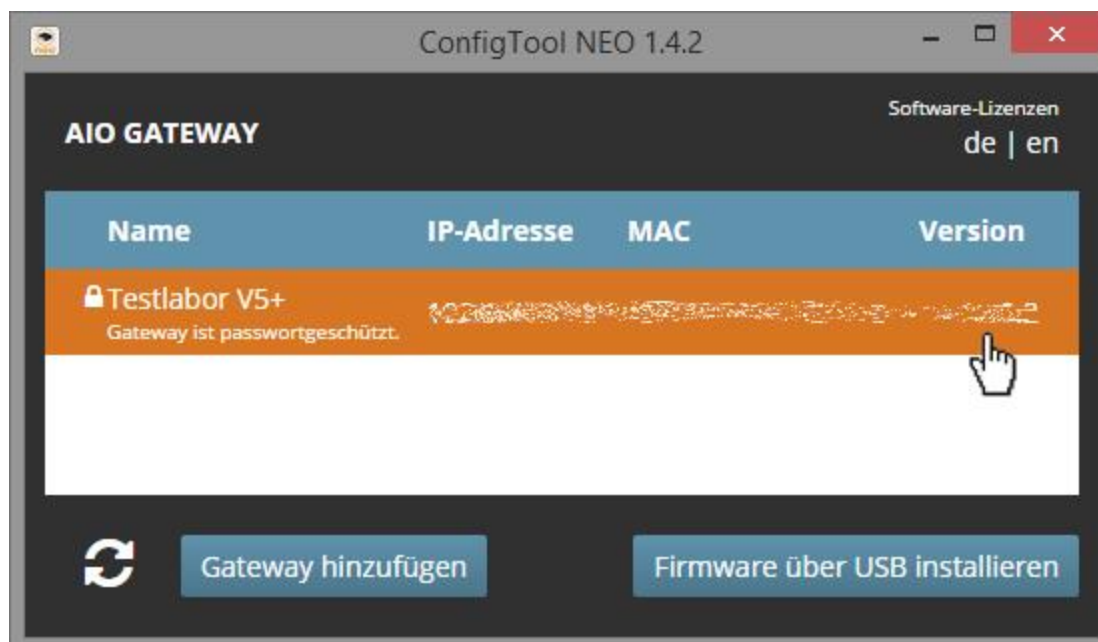 ConfigTool NEO 1.4.2
AIO GATEWAY
Software-Lizenzen
de | en
Name IP-Adresse MAC Version
Testlabor V5+
Gateway ist passwortgeschützt.
Gateway hinzufügen Firmware über USB installieren